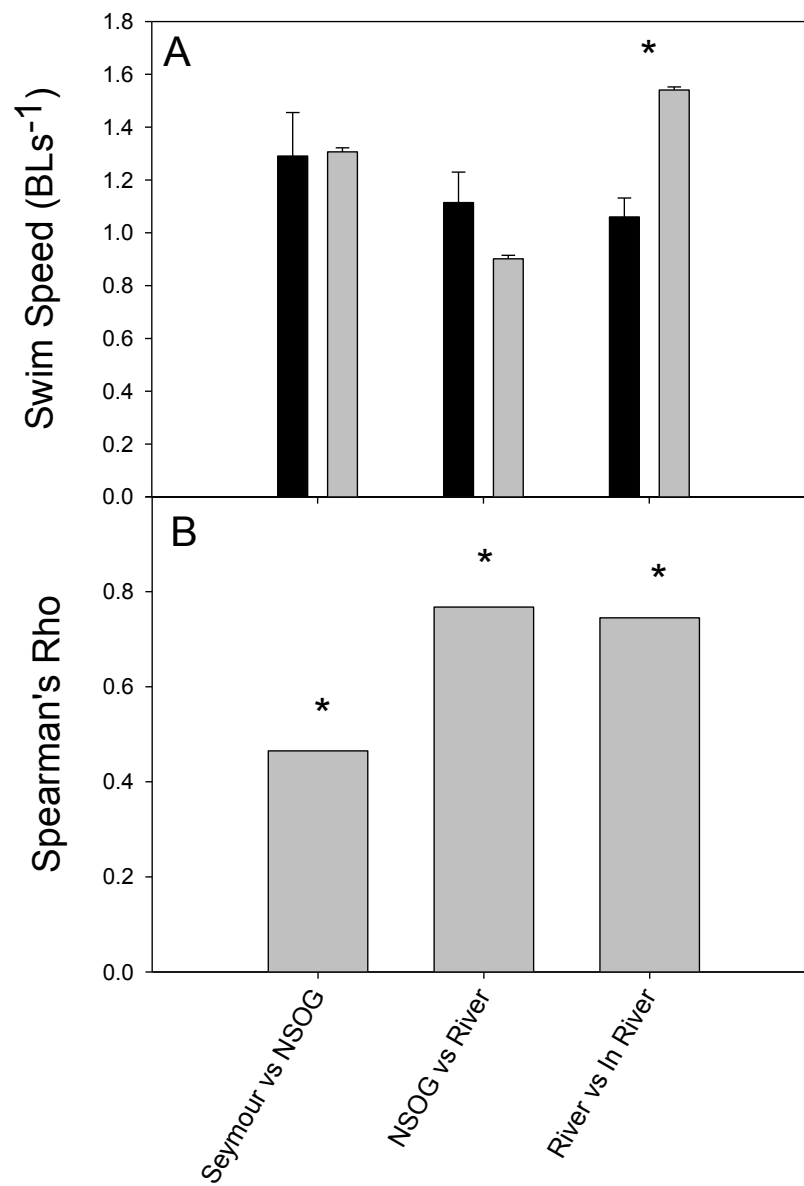 A
*
Swim Speed (BLs-1)
1.8
1.6
1.4
1.2
1.0
0.8
0.6
0.4
0.2
0.0
B
*
*
*
Spearman's Rho
0.8
0.6
0.4
0.2
0.0
Seymour vs NSOG
NSOG vs River
River vs In River